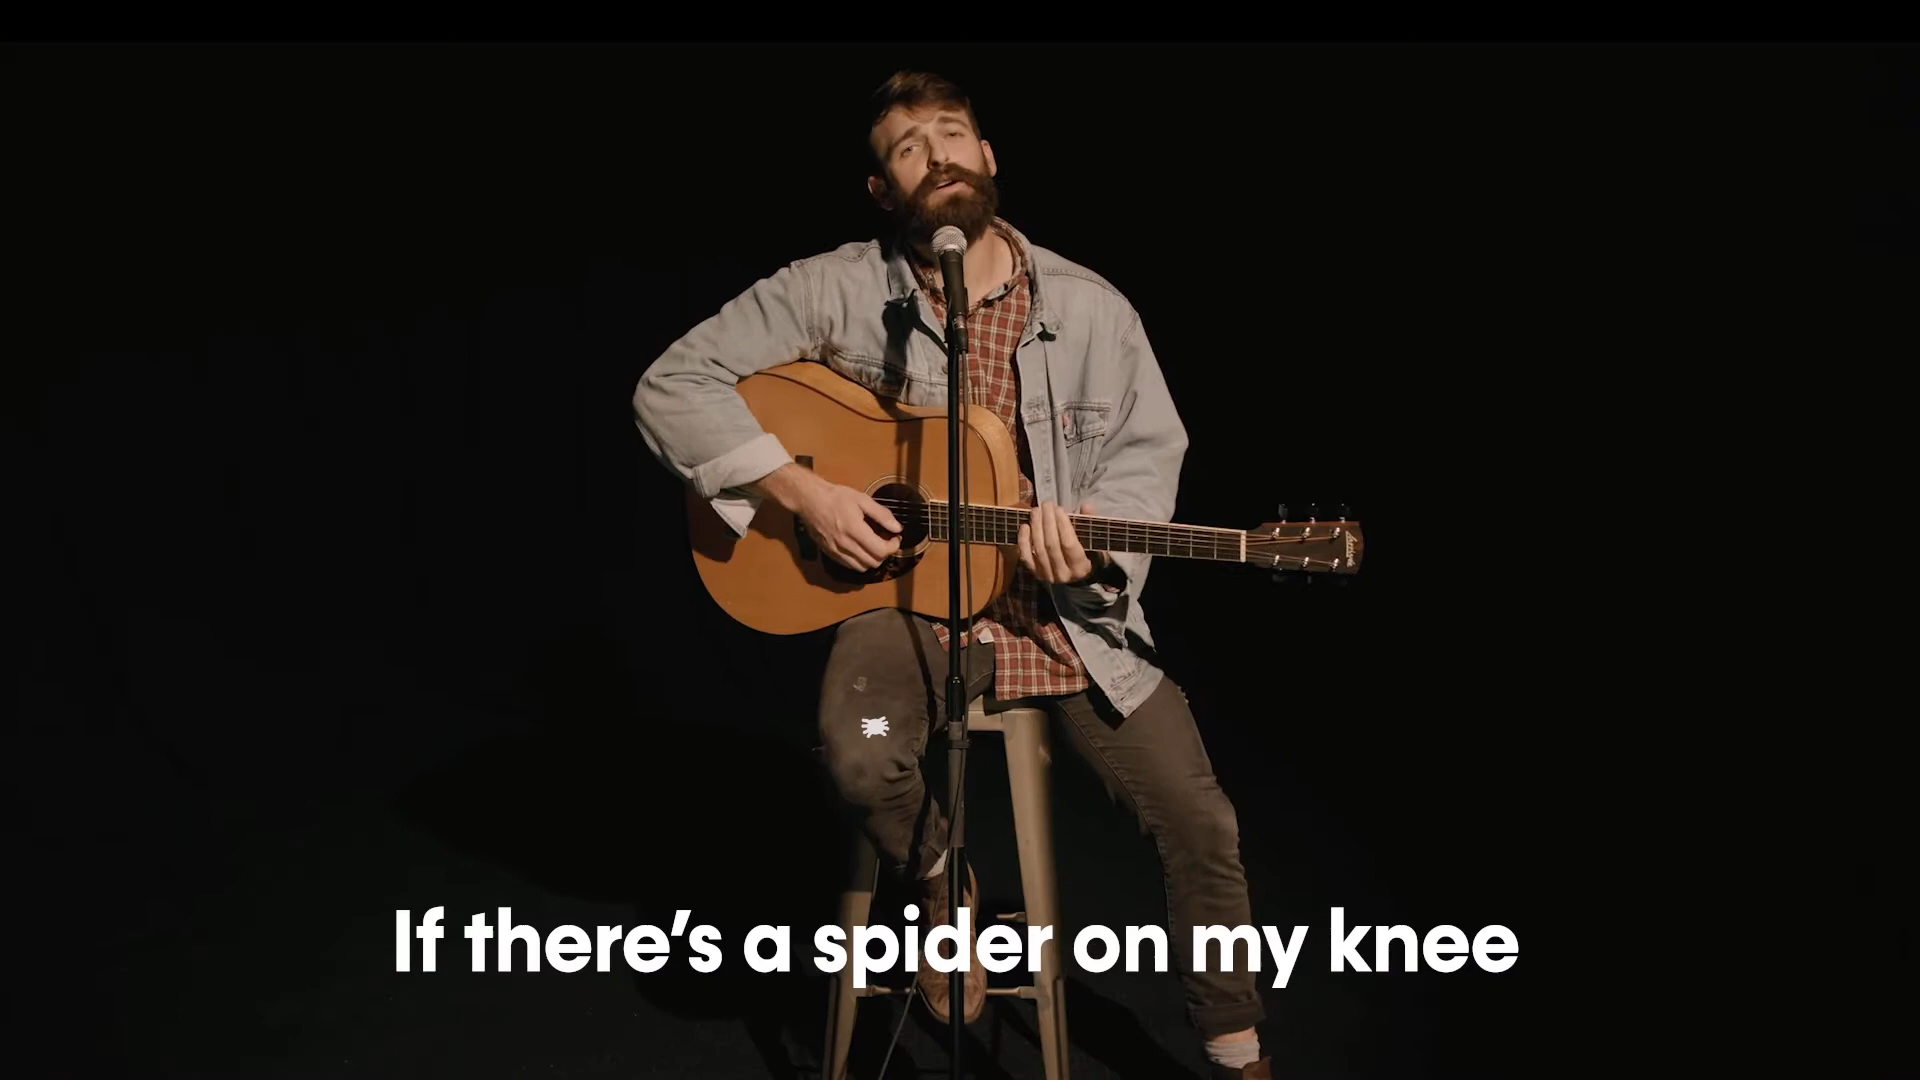 If there’s a spider on my knee